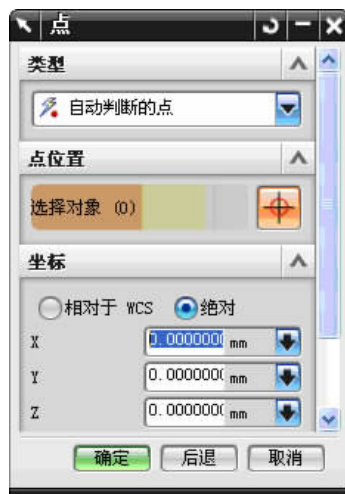 点
类型
自动判断的点
点位置
选择对象 (0)
坐标
相对于 WCS 绝对
X 0.0000000 mm
Y 0.0000000 mm
Z 0.0000000 mm
确定 后退 取消